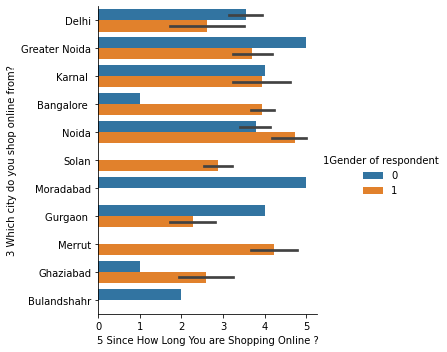 Delhi
Greater Noida
Karnal
Bangalore
Noida
Solan
Moradabad
Gurgaon
Merrut
Ghaziabad
Bulandshahr
3 Which city do you shop online from?
0 1 2 3 4 5
5 Since How Long You are Shopping Online ?
1Gender of respondent
0
1